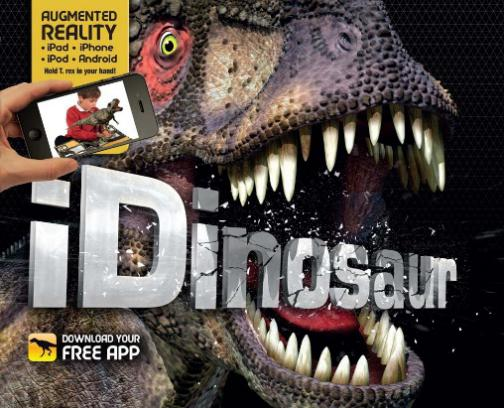 AUGMENTED
REALITY
• iPad • iPhone
• iPod • Android
Hold T. rex in your hand!
iDinosaur
DOWNLOAD YOUR
FREE APP